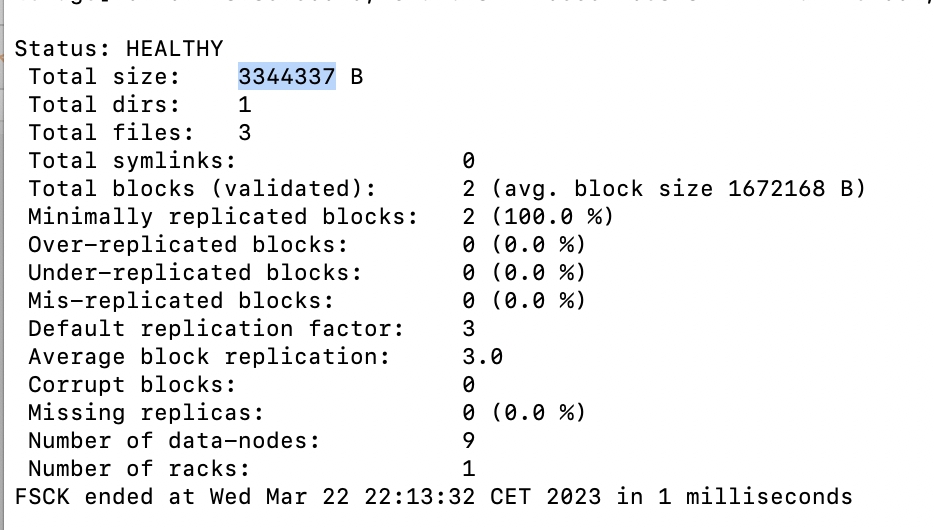 Status: HEALTHY
Total size: 3344337 B
Total dirs: 1
Total files: 3
Total symlinks: 0
Total blocks (validated): 2 (avg. block size 1672168 B)
Minimally replicated blocks: 2 (100.0 %)
Over-replicated blocks: 0 (0.0 %)
Under-replicated blocks: 0 (0.0 %)
Mis-replicated blocks: 0 (0.0 %)
Default replication factor: 3
Average block replication: 3.0
Corrupt blocks: 0
Missing replicas: 0 (0.0 %)
Number of data-nodes: 9
Number of racks: 1
FSCK ended at Wed Mar 22 22:13:32 CET 2023 in 1 milliseconds